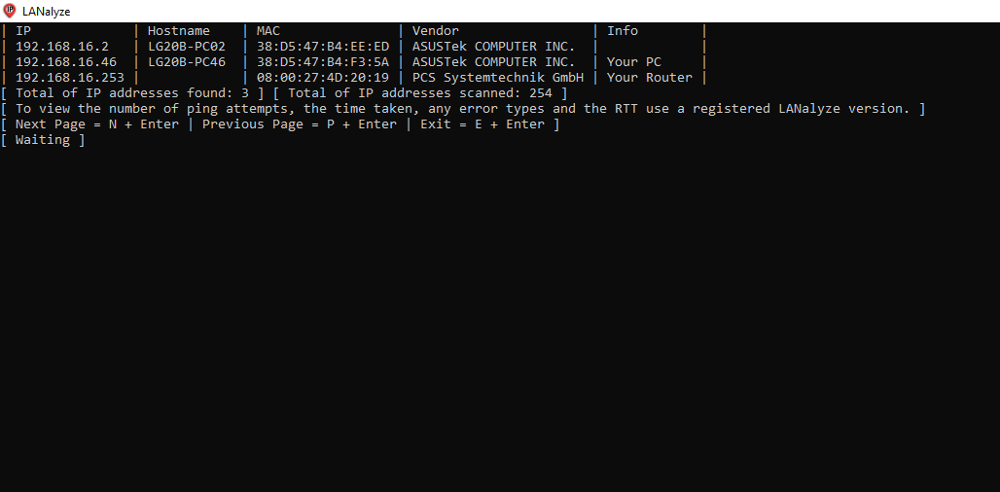 LANalyze
| IP             | Hostname    | MAC               | Vendor                | Info        |
| 192.168.16.2   | LG20B-PC02  | 38:D5:47:B4:EE:ED | ASUSTek COMPUTER INC. |             |
| 192.168.16.46  | LG20B-PC46  | 38:D5:47:B4:F3:5A | ASUSTek COMPUTER INC. | Your PC     |
| 192.168.16.253 |             | 08:00:27:4D:20:19 | PCS Systemtechnik GmbH | Your Router |
[ Total of IP addresses found: 3 ] [ Total of IP addresses scanned: 254 ]
[ To view the number of ping attempts, the time taken, any error types and the RTT use a registered LANalyze version. ]
[ Next Page = N + Enter | Previous Page = P + Enter | Exit = E + Enter ]
[ Waiting ]